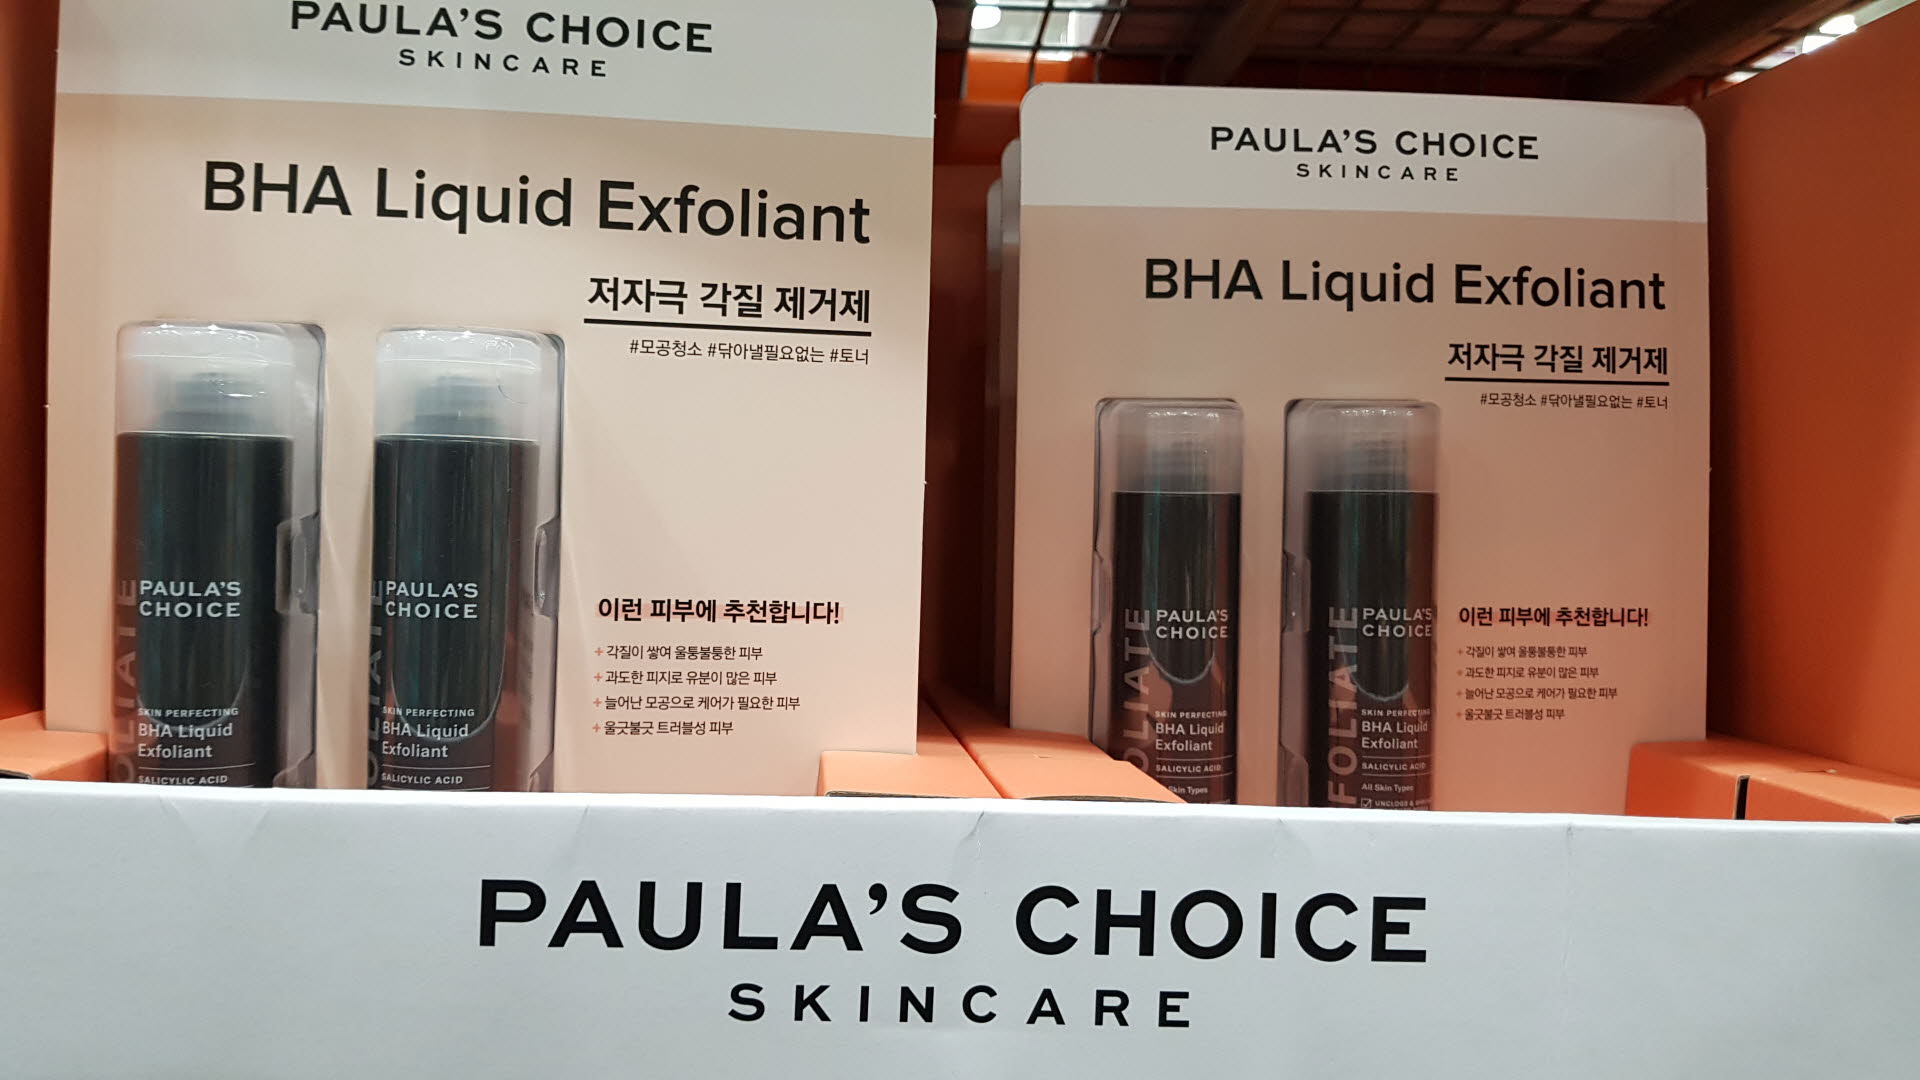 PAULA'S CHOICE
SKINCARE
BHA Liquid Exfoliant
저자극 각질 제거제
#모공청소 #닦아낼필요없는 #토너
이런 피부에 추천합니다!
+ 각질이 쌓여 울퉁불퉁한 피부
+ 과도한 피지로 유분이 많은 피부
+ 늘어난 모공으로 케어가 필요한 피부
+ 울긋불긋 트러블성 피부
FOLIATE
PAULA'S
CHOICE
SKIN PERFECTING
BHA Liquid
Exfoliant
SALICYLIC ACID
FOLIATE
PAULA'S
CHOICE
SKIN PERFECTING
BHA Liquid
Exfoliant
SALICYLIC ACID
PAULA'S CHOICE
SKINCARE
BHA Liquid Exfoliant
저자극 각질 제거제
#모공청소 #닦아낼필요없는 #토너
이런 피부에 추천합니다!
+ 각질이 쌓여 울퉁불퉁한 피부
+ 과도한 피지로 유분이 많은 피부
+ 늘어난 모공으로 케어가 필요한 피부
+ 울긋불긋 트러블성 피부
FOLIATE
PAULA'S
CHOICE
SKIN PERFECTING
BHA Liquid
Exfoliant
SALICYLIC ACID
Skin Types
FOLIATE
PAULA'S
CHOICE
SKIN PERFECTING
BHA Liquid
Exfoliant
SALICYLIC ACID
All Skin Types
UNCLOGS &
PAULA'S CHOICE
SKINCARE